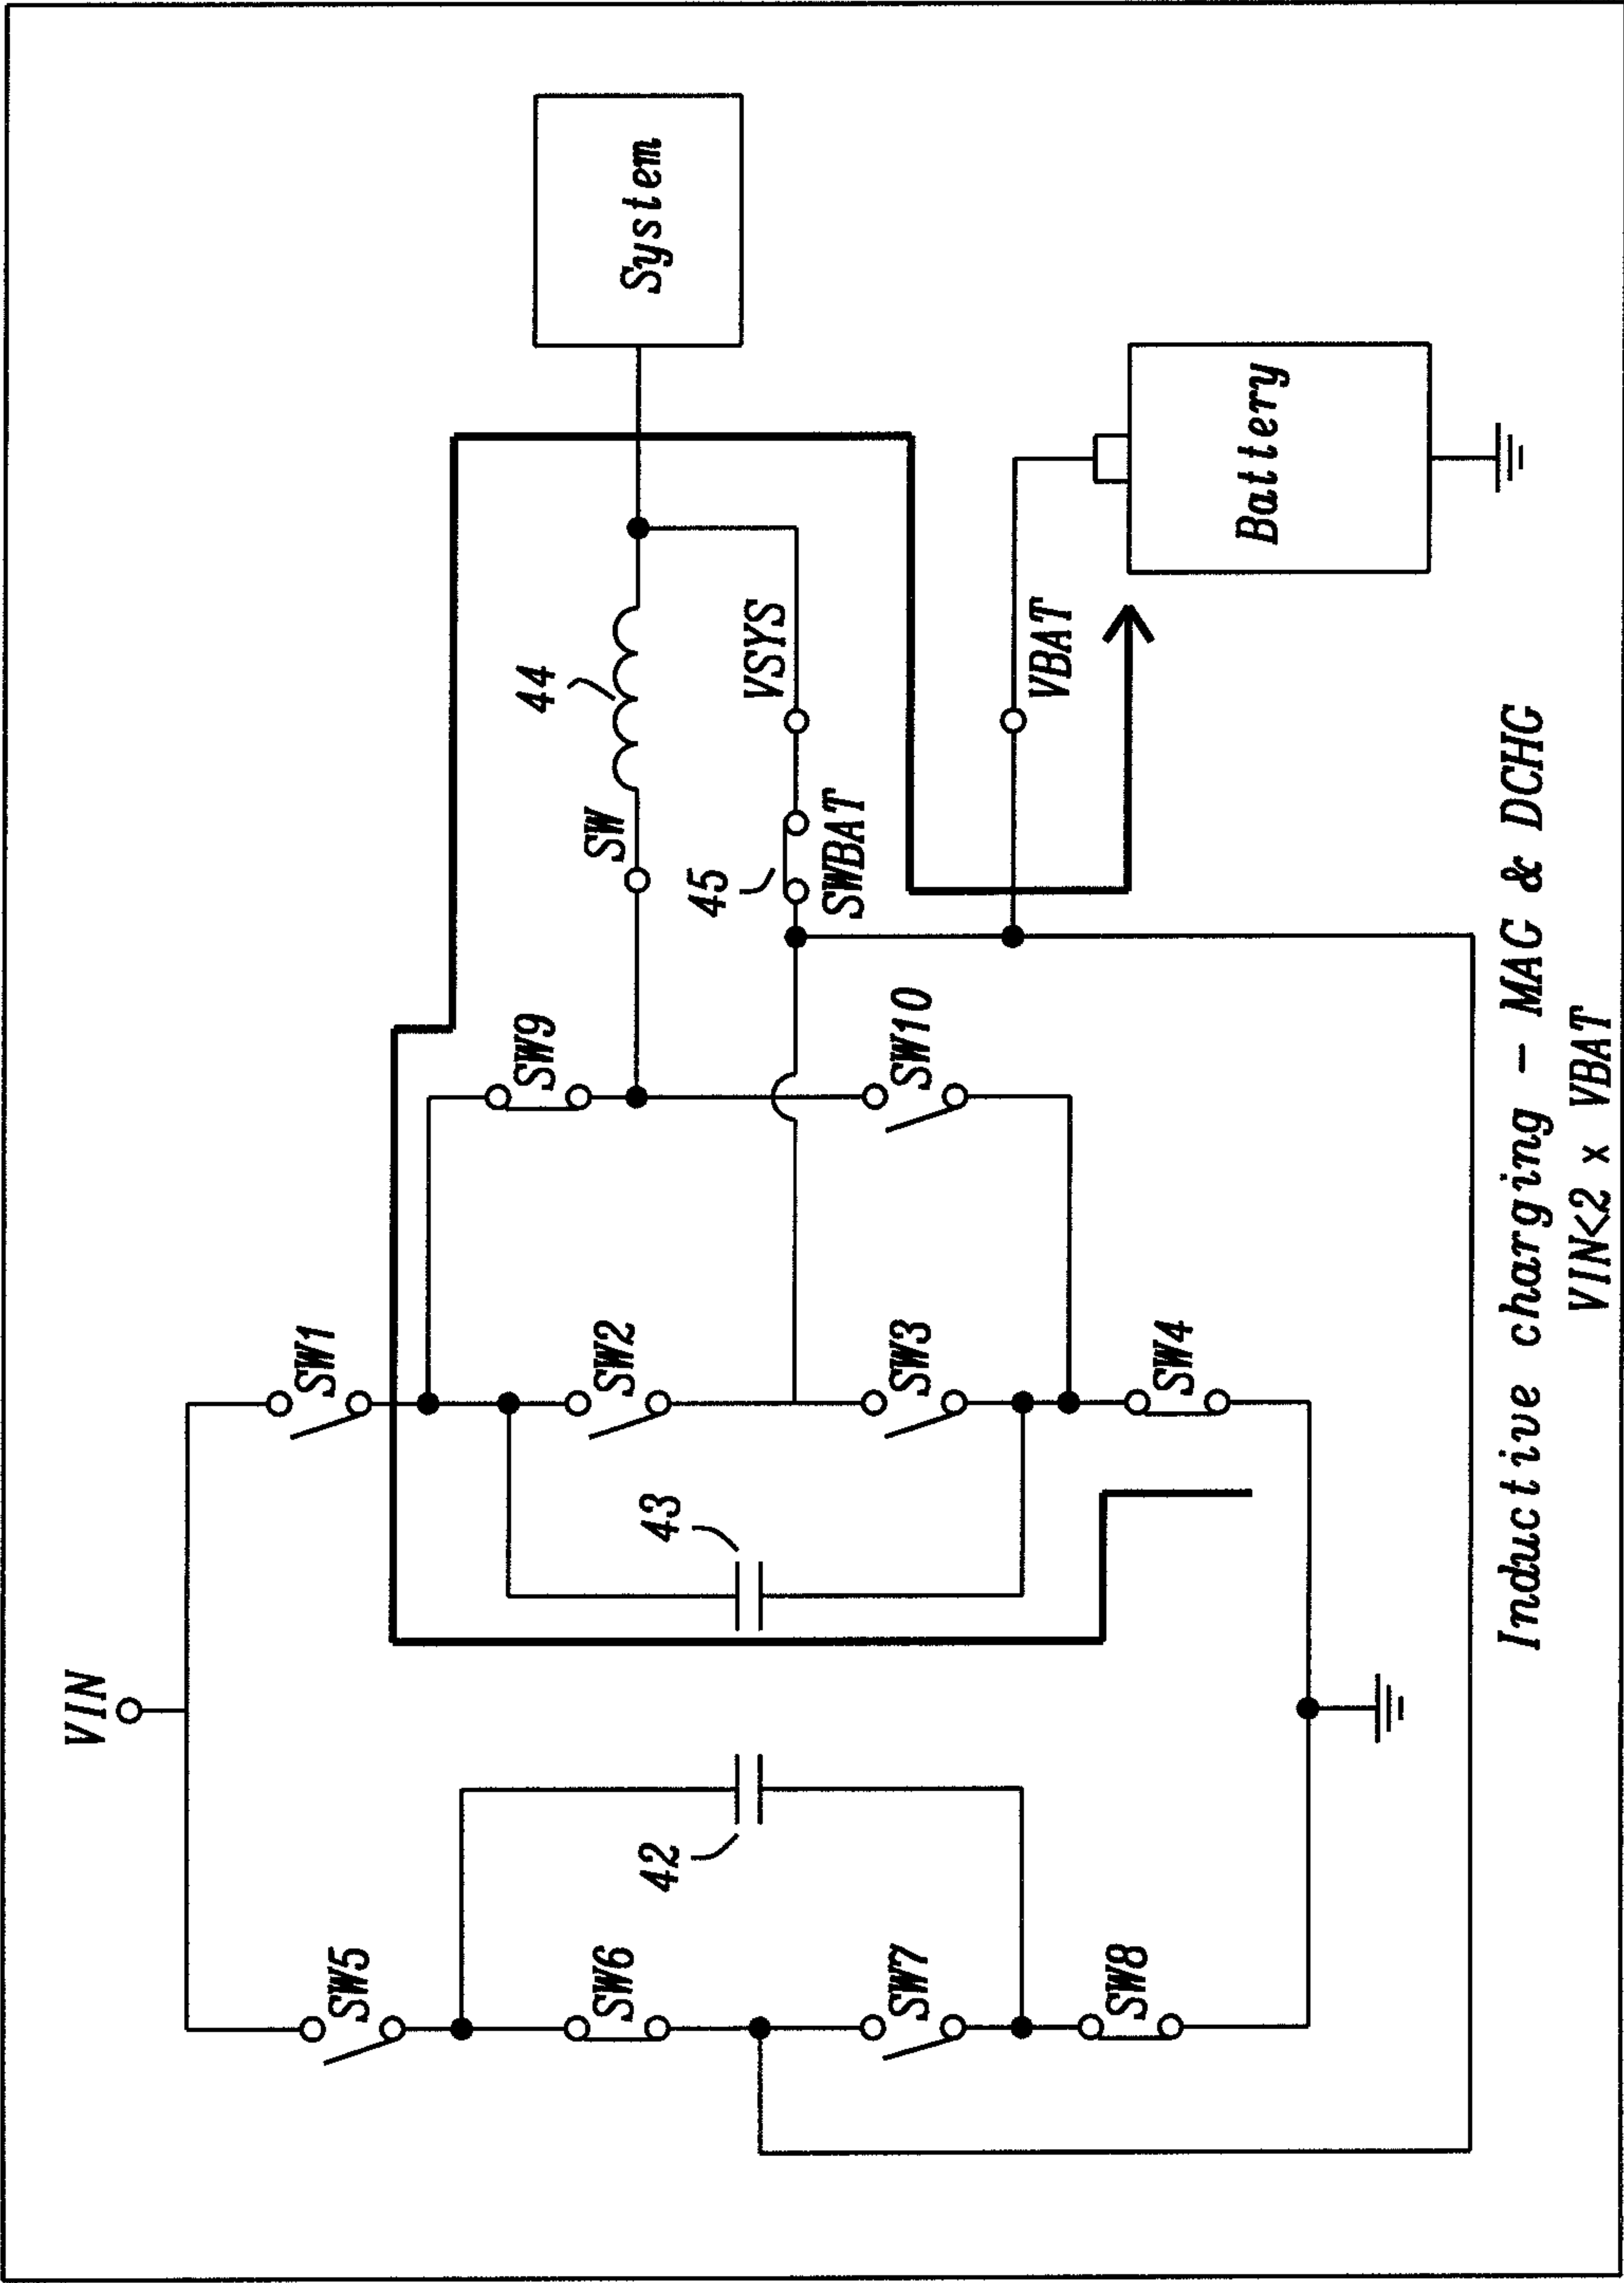 VIN
SW5
SW1
SW6
42
43
SW2
SW9
SW
44
System
45
VSYS
SWBAT
SW7
SW3
SW10
VBAT
SW8
SW4
Battery
Inductive charging - MAG & DCHG
VIN<2 x VBAT